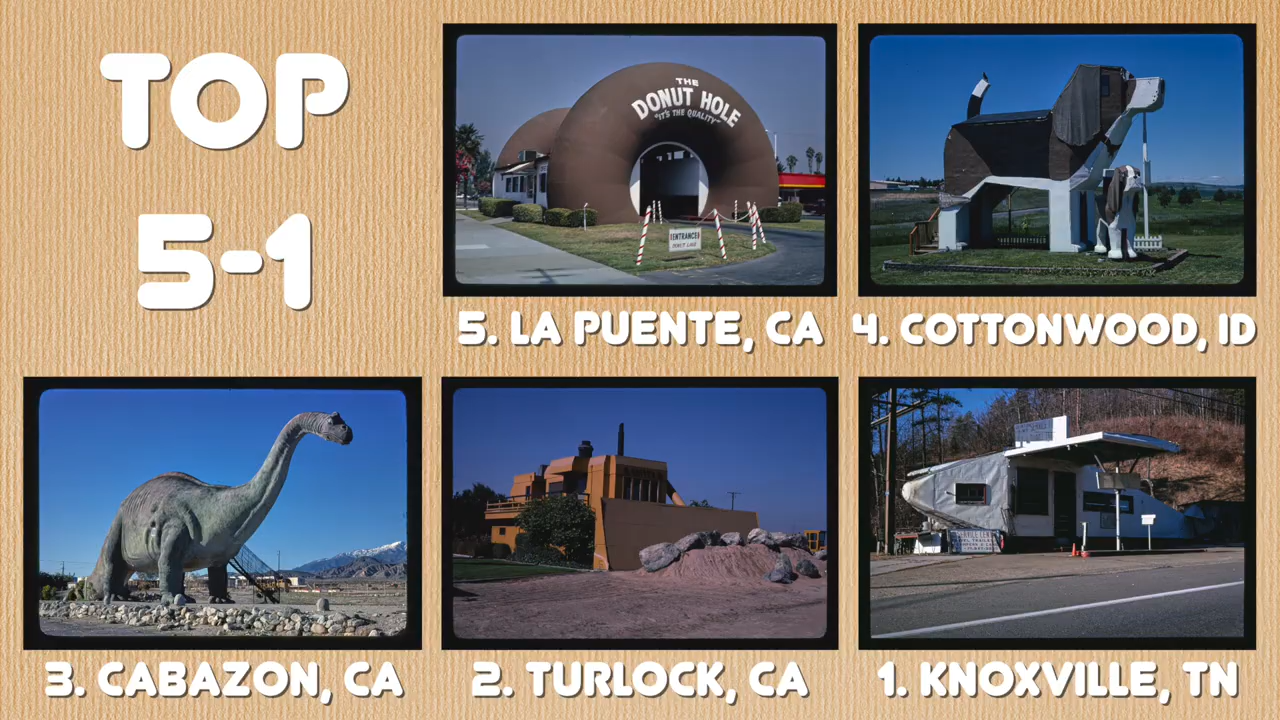 TOP
5-1
THE
DONUT HOLE
"IT'S THE QUALITY"
ENTRANCE
5. LA PUENTE, CA
4. COTTONWOOD, ID
3. CABAZON, CA
2. TURLOCK, CA
1. KNOXVILLE, TN